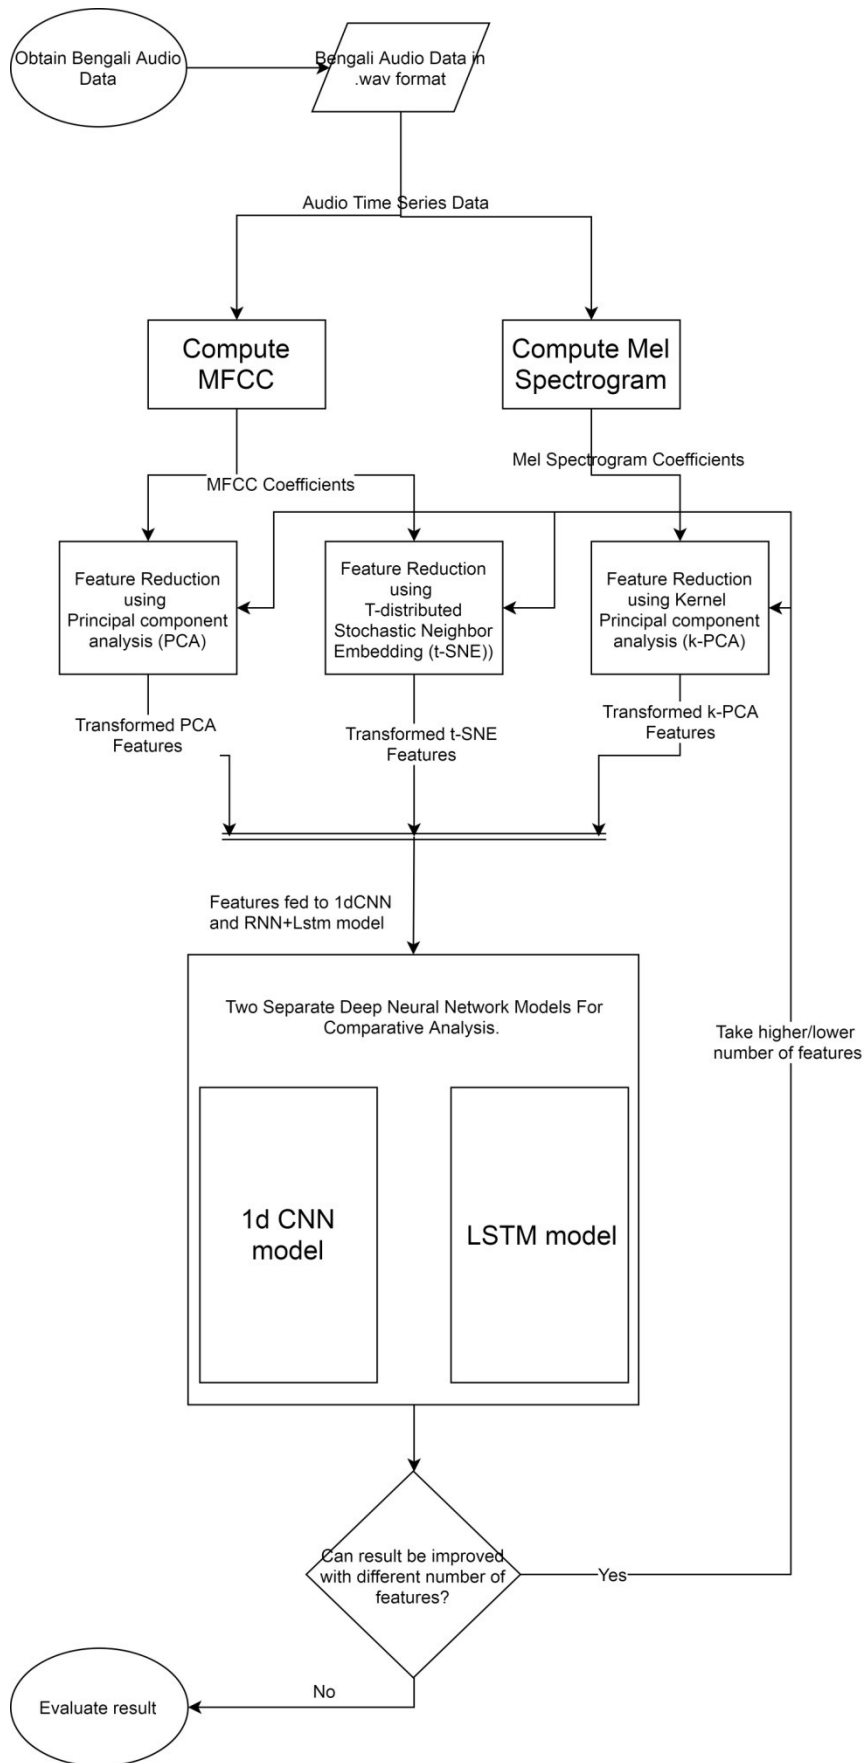 Obtain Bengali Audio
Data
Bengali Audio Data in
.wav format
Audio Time Series Data
Compute
MFCC
Compute Mel
Spectrogram
MFCC Coefficients
Mel Spectrogram Coefficients
Feature Reduction
using
Principal component
analysis (PCA)
Feature Reduction
using
T-distributed
Stochastic Neighbor
Embedding (t-SNE))
Feature Reduction
using Kernel
Principal component
analysis (k-PCA)
Transformed PCA
Features
Transformed t-SNE
Features
Transformed k-PCA
Features
Features fed to 1dCNN
and RNN+Lstm model
Two Separate Deep Neural Network Models For
Comparative Analysis.
1d CNN
model
LSTM model
Take higher/lower
number of features
Can result be improved
with different number of
features?
Yes
No
Evaluate result